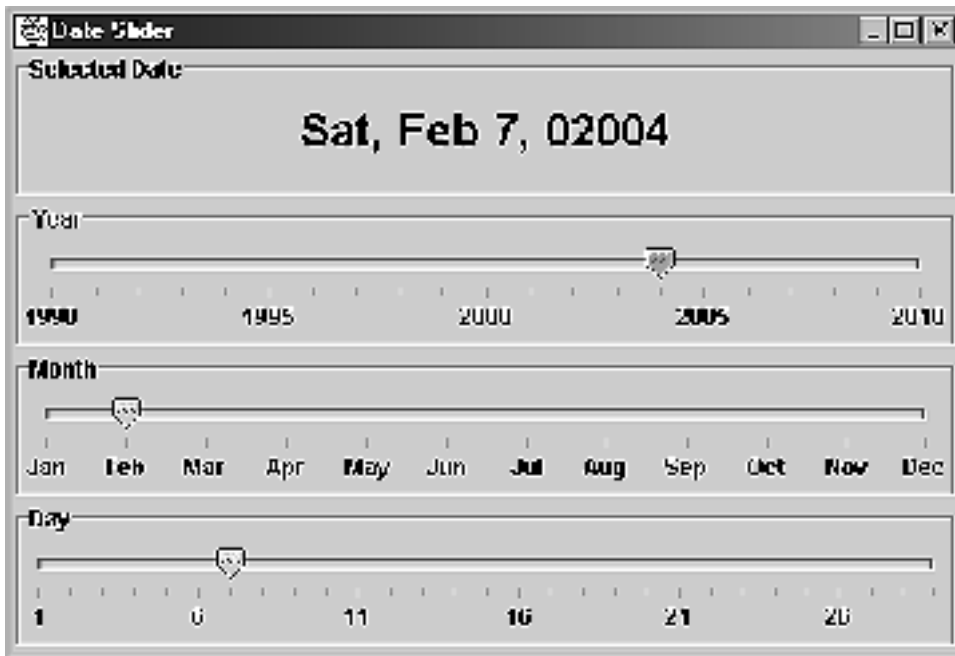 Date Slider
Selected Date
Sat, Feb 7, 02004
Year
1990 1995 2000 2005 2010
Month
Jan Feb Mar Apr May Jun Jul Aug Sep Oct Nov Dec
Day
1 6 11 16 21 26